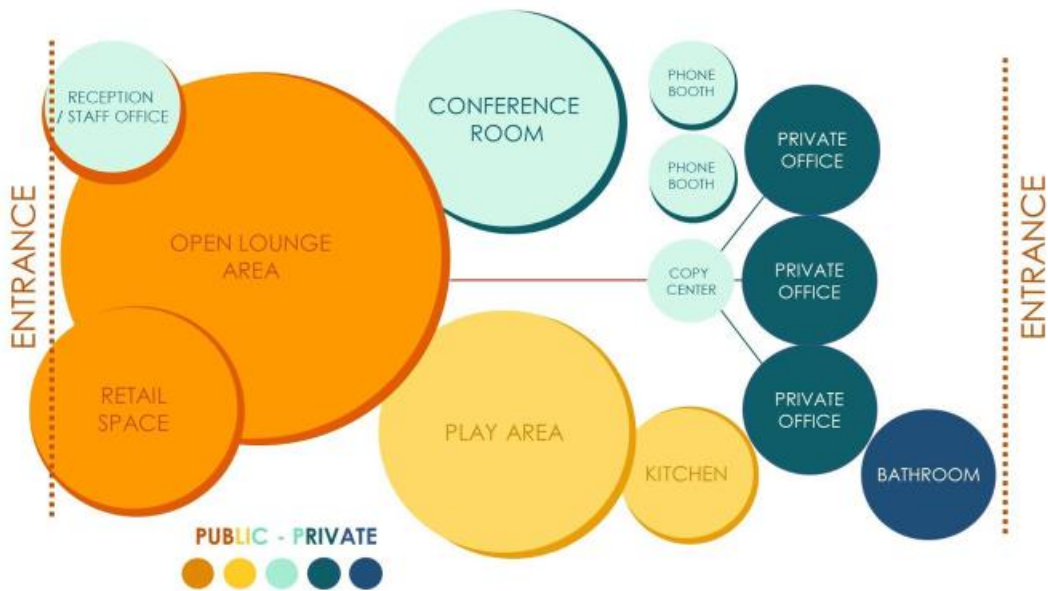 ENTRANCE
RECEPTION
/ STAFF OFFICE
OPEN LOUNGE
AREA
RETAIL
SPACE
CONFERENCE
ROOM
PLAY AREA
KITCHEN
PHONE
BOOTH
PHONE
BOOTH
COPY
CENTER
PRIVATE
OFFICE
PRIVATE
OFFICE
PRIVATE
OFFICE
BATHROOM
ENTRANCE
PUBLIC - PRIVATE